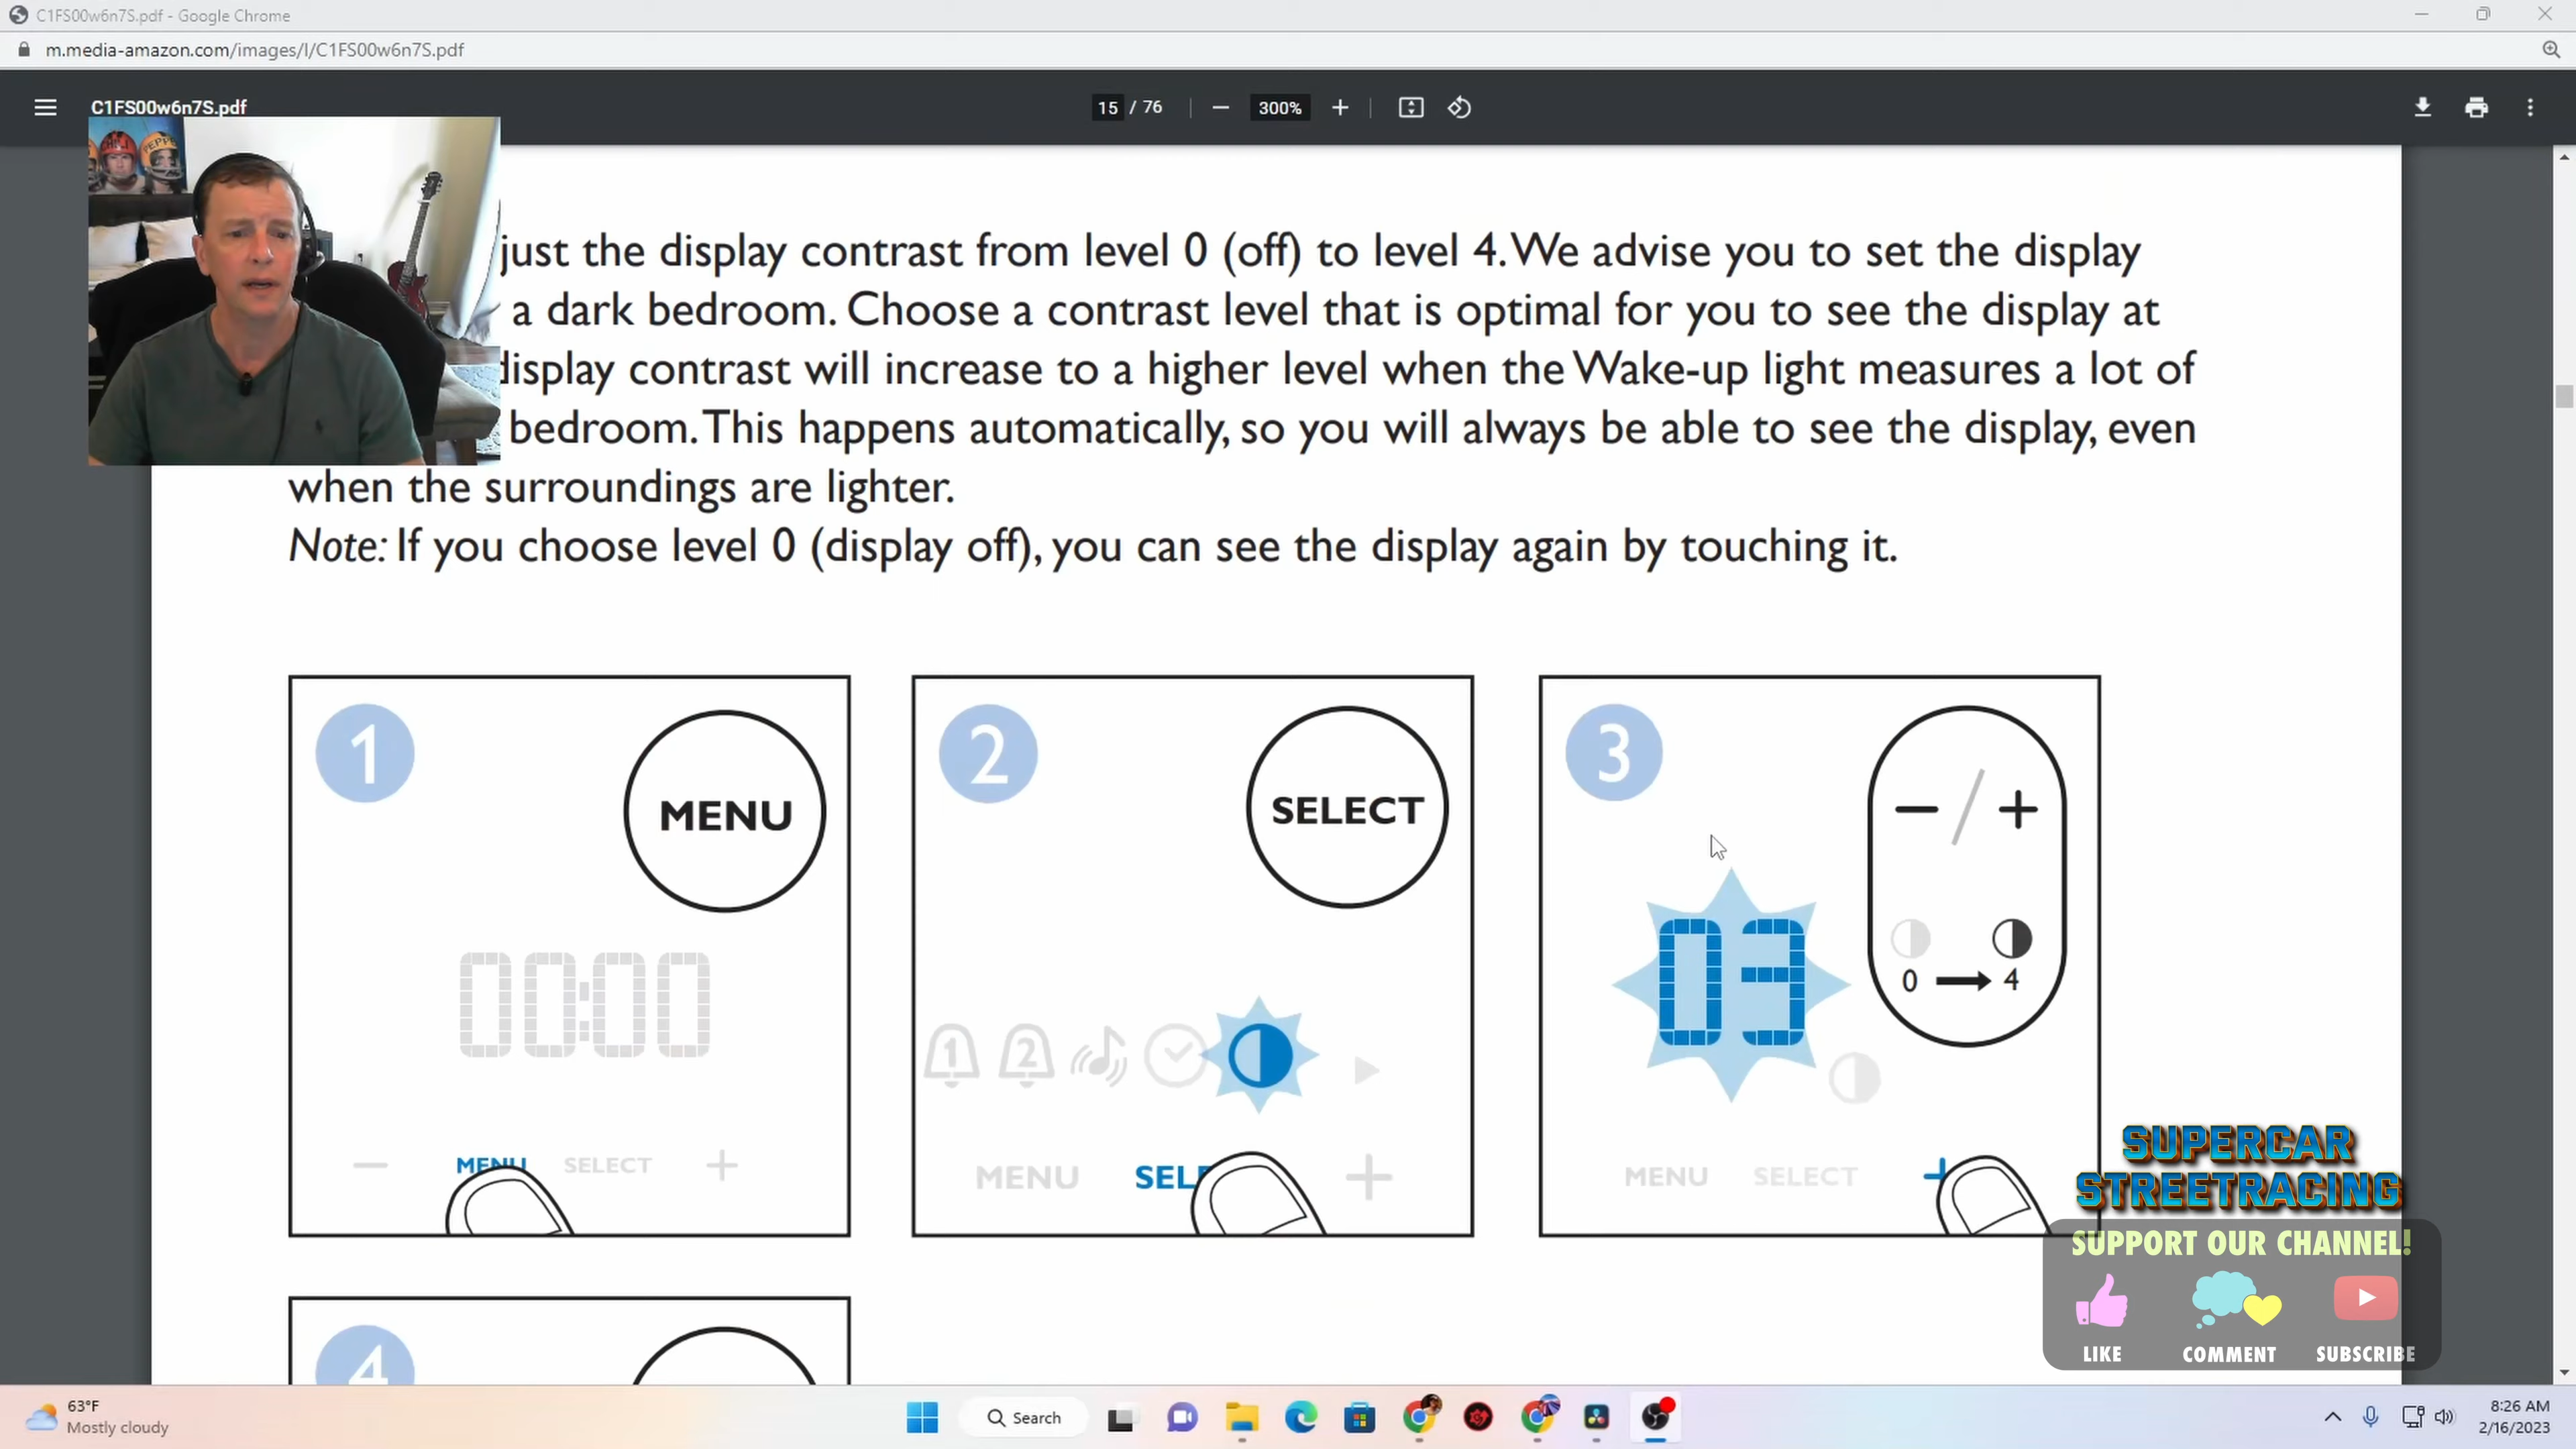 C1FS00w6n7S.pdf - Google Chrome
m.media-amazon.com/images/I/C1FS00w6n7S.pdf
C1FS00w6n7S.pdf
15 / 76
300%
PEPPE
just the display contrast from level 0 (off) to level 4. We advise you to set the display
a dark bedroom. Choose a contrast level that is optimal for you to see the display at
display contrast will increase to a higher level when the Wake-up light measures a lot of
bedroom. This happens automatically, so you will always be able to see the display, even
when the surroundings are lighter.
Note: If you choose level 0 (display off), you can see the display again by touching it.
1
MENU
00:00
− MENU SELECT +
2
SELECT
1 2
MENU SELE +
3
− / +
03
0 → 4
MENU SELECT +
4
SUPERCAR
STREETRACING
SUPPORT OUR CHANNEL!
LIKE COMMENT SUBSCRIBE
63°F
Mostly cloudy
Search
8:26 AM
2/16/2023